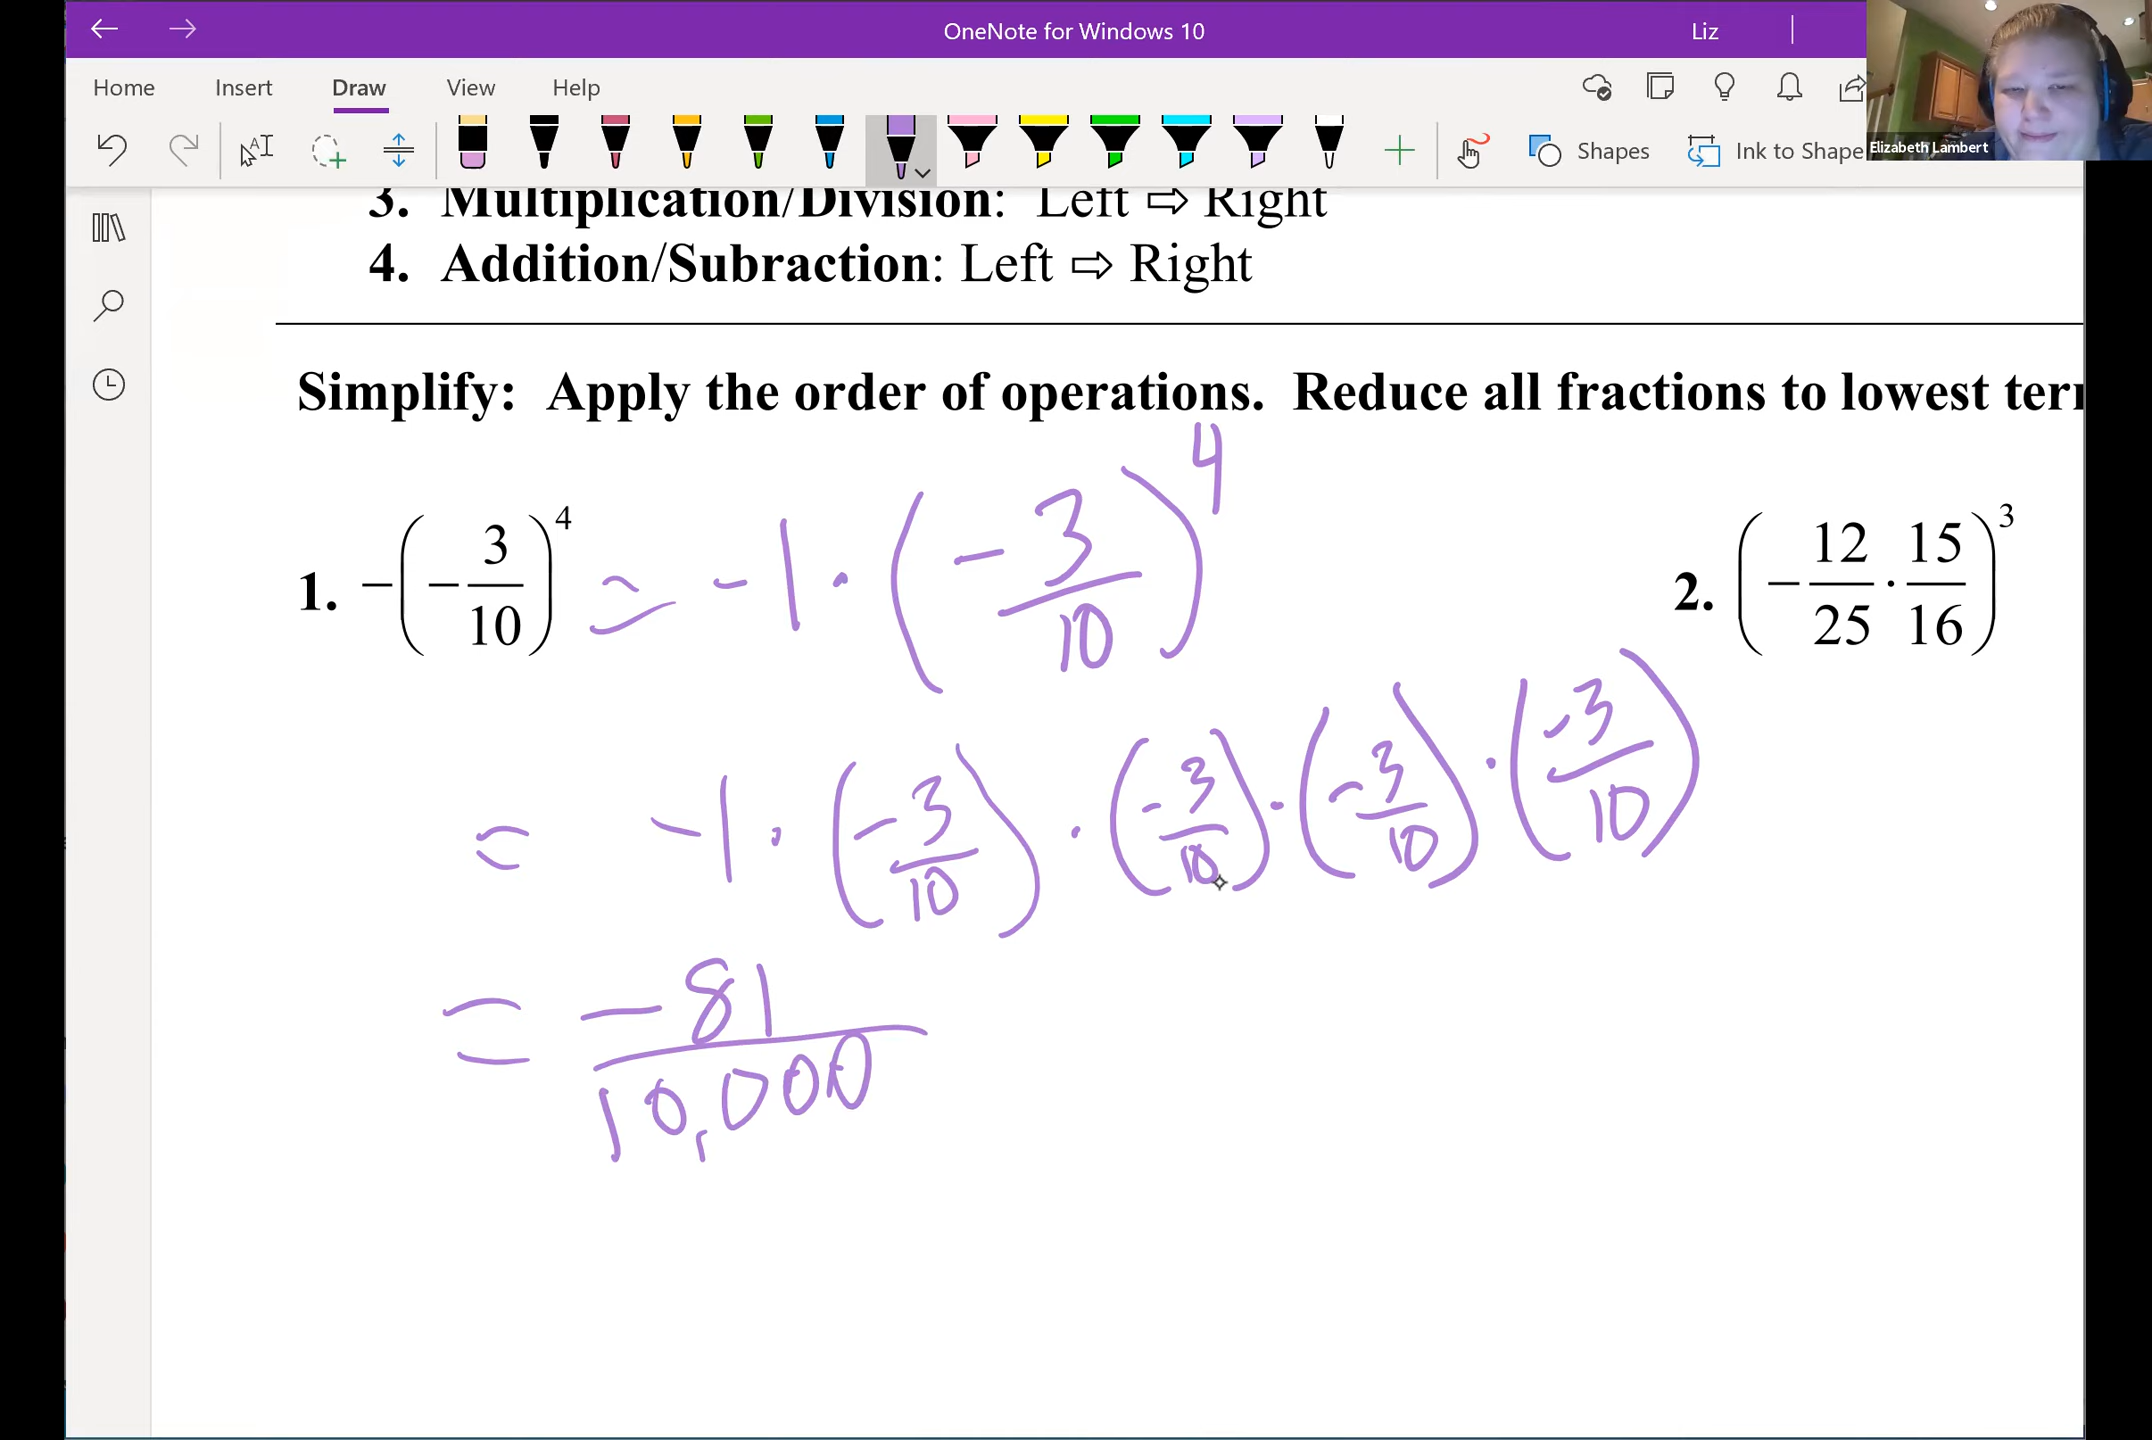 OneNote for Windows 10
Liz
Home Insert Draw View Help
Shapes Ink to Shape
Elizabeth Lambert
3. Multiplication/Division: Left ⇨ Right
4. Addition/Subraction: Left ⇨ Right
Simplify: Apply the order of operations. Reduce all fractions to lowest ter
1. -(-3/10)^4 = -1 · (-3/10)^4
2. (-12/25 · 15/16)^3
= -1 · (-3/10) · (-3/10) · (-3/10) · (-3/10)
= -81/10,000